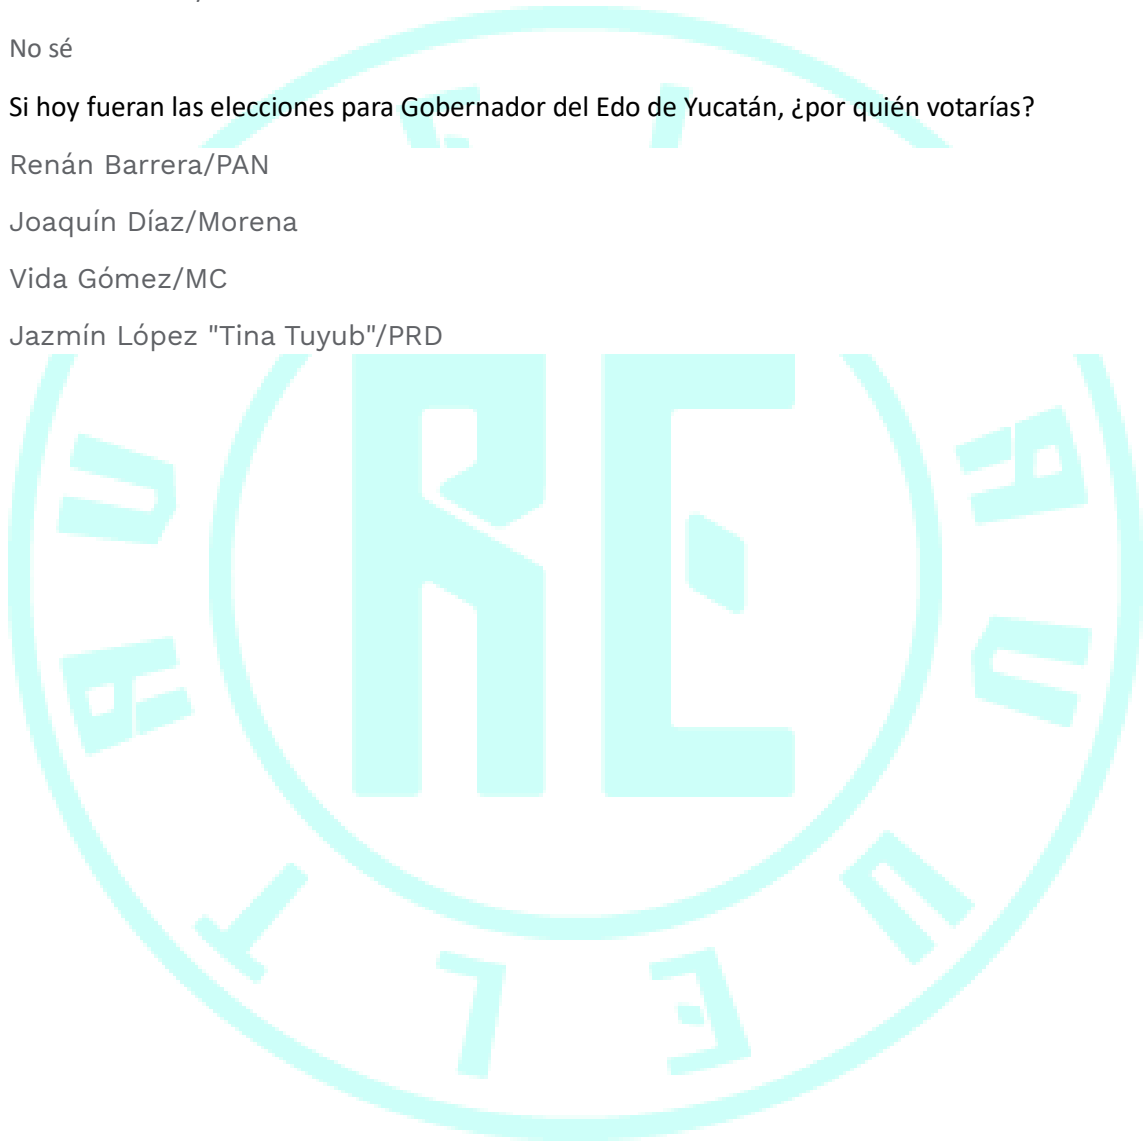 No sé
Si hoy fueran las elecciones para Gobernador del Edo de Yucatán, ¿por quién votarías?
Renán Barrera/PAN
Joaquín Díaz/Morena
Vida Gómez/MC
Jazmín López "Tina Tuyub"/PRD
RE